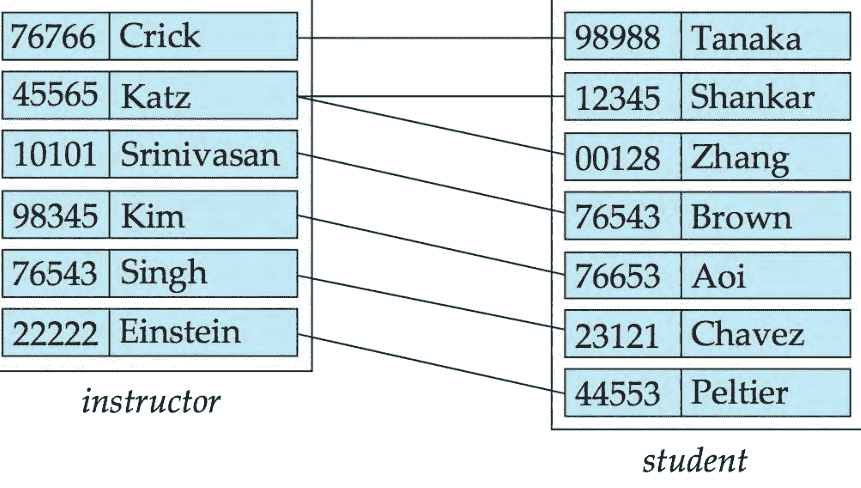 76766 Crick
45565 Katz
10101 Srinivasan
98345 Kim
76543 Singh
22222 Einstein
instructor
98988 Tanaka
12345 Shankar
00128 Zhang
76543 Brown
76653 Aoi
23121 Chavez
44553 Peltier
student